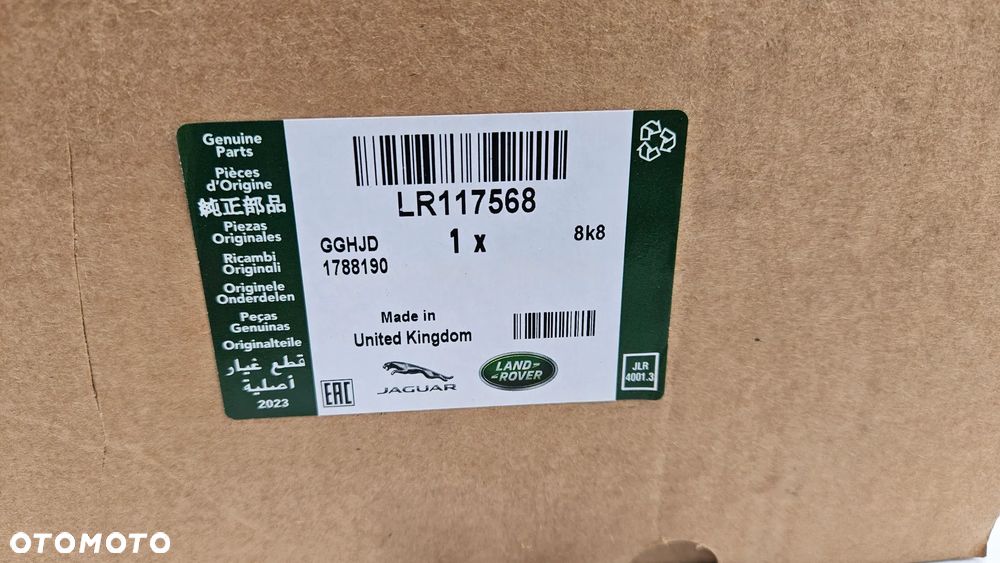 Genuine
Parts
Pièces
d'Origine
純正部品
Piezas
Originales
Ricambi
Originali
Originele
Onderdelen
Peças
Genuinas
Originalteile
قطع غيار
أصلية
2023
LR117568
GGHJD
1 x
8k8
1788190
Made in
United Kingdom
EAC
JAGUAR
LAND-
-ROVER
JLR
4001.3
OTOMOTO